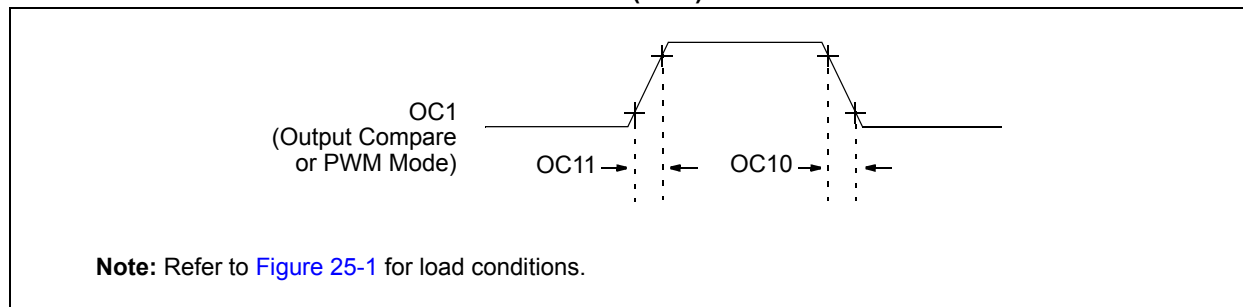 OC1
(Output Compare
or PWM Mode)
OC11
OC10
Note: Refer to Figure 25-1 for load conditions.